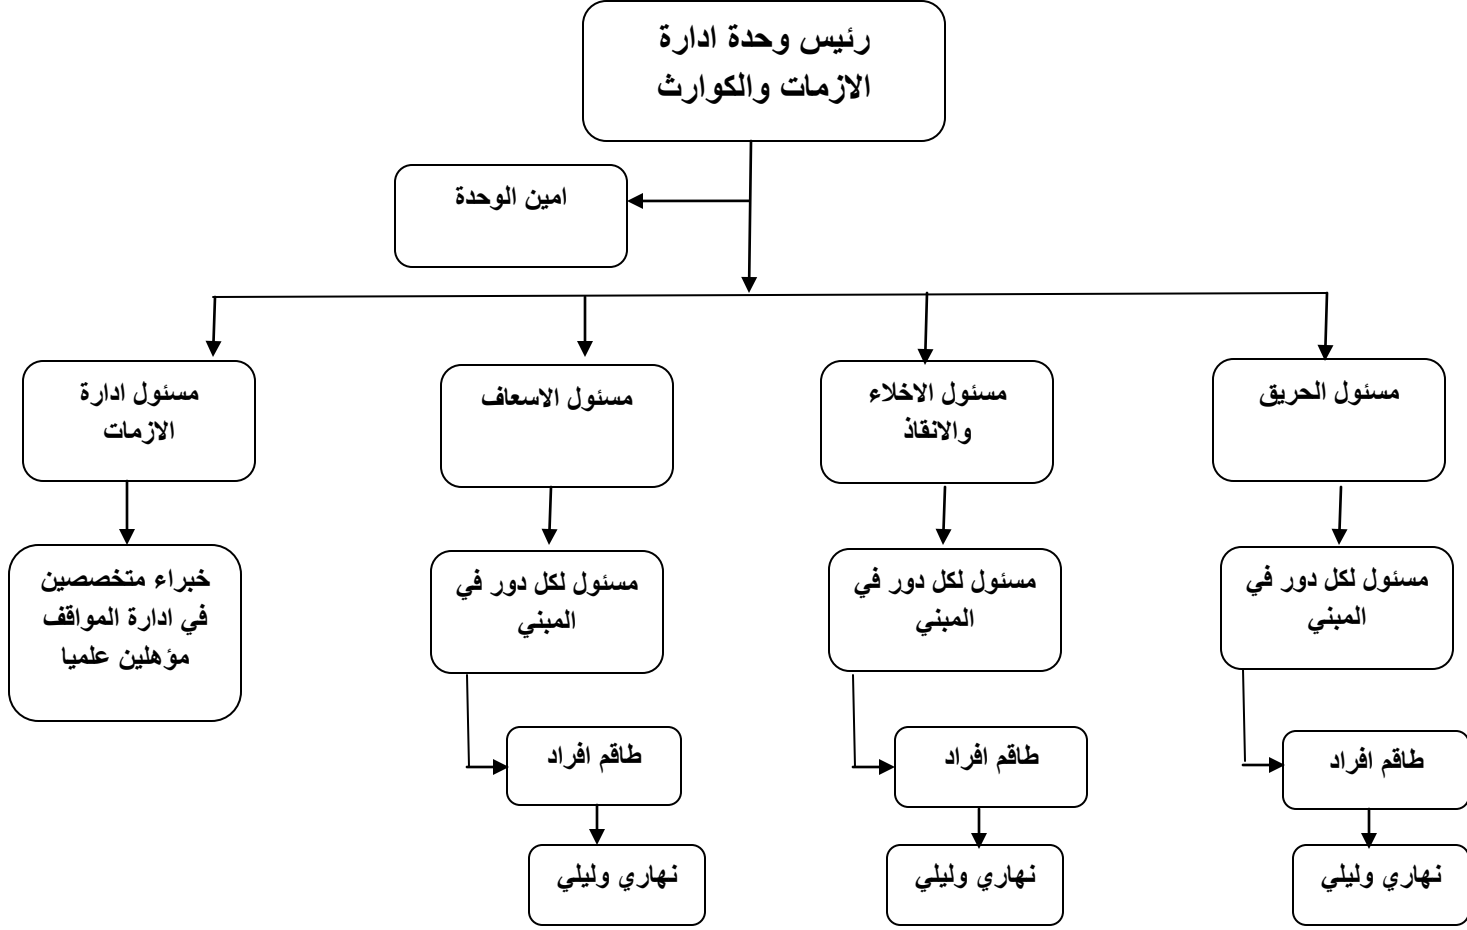 رئيس وحدة ادارة
الازمات والكوارث
امين الوحدة
مسئول الحريق
مسئول الاخلاء
والانقاذ
مسئول الاسعاف
مسئول ادارة
الازمات
مسئول لكل دور في
المبني
مسئول لكل دور في
المبني
مسئول لكل دور في
المبني
خبراء متخصصين
في ادارة المواقف
مؤهلين علميا
طاقم افراد
طاقم افراد
طاقم افراد
نهاري وليلي
نهاري وليلي
نهاري وليلي